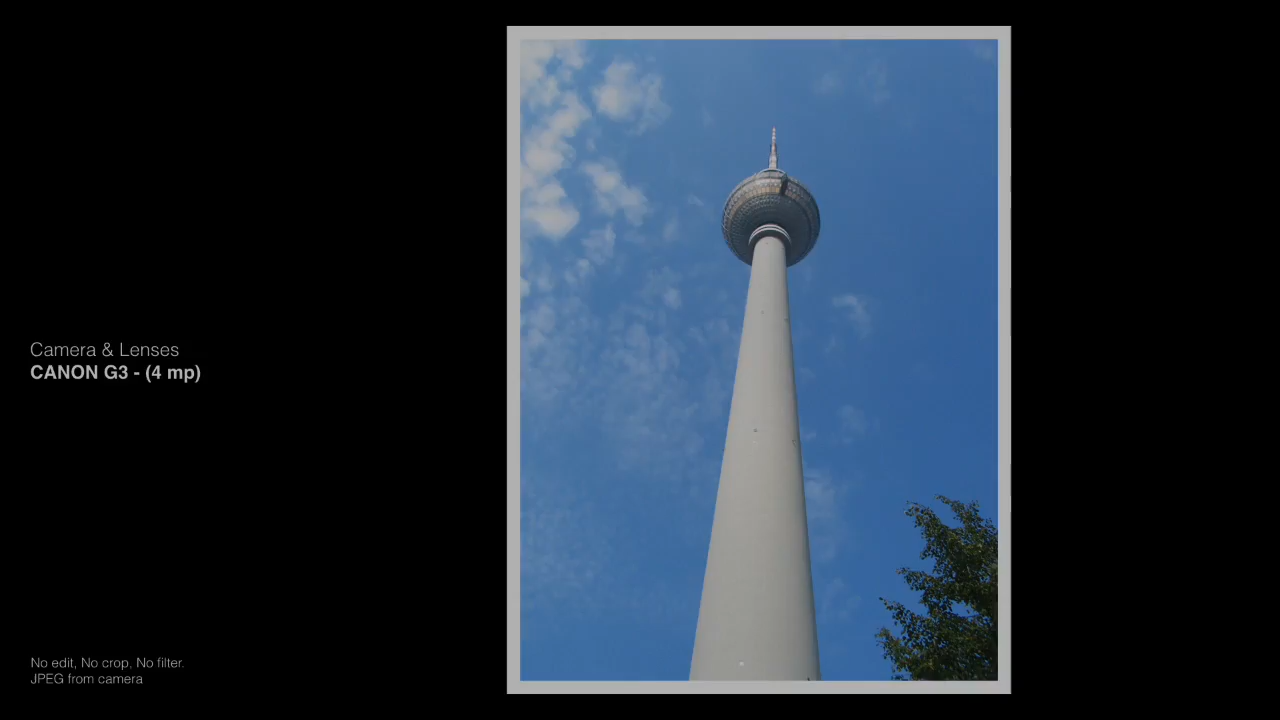 Camera & Lenses
CANON G3 - (4 mp)
No edit, No crop, No filter.
JPEG from camera